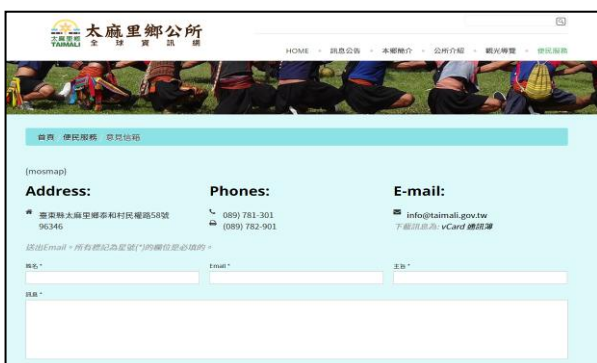 太麻里鄉公所
太麻里鄉
TAIMALI
全球資訊網
HOME 訊息公告 本鄉簡介 公所介紹 觀光導覽 便民服務
首頁 便民服務 意見信箱
{mosmap}
Address: Phones: E-mail:
臺東縣太麻里鄉泰和村民權路58號 089) 781-301 info@taimali.gov.tw
96346 (089) 782-901 下載訊息為: vCard 通訊簿
送出Email。所有標記為星號(*)的欄位是必填的。
姓名 * Email * 主旨 *
訊息 *